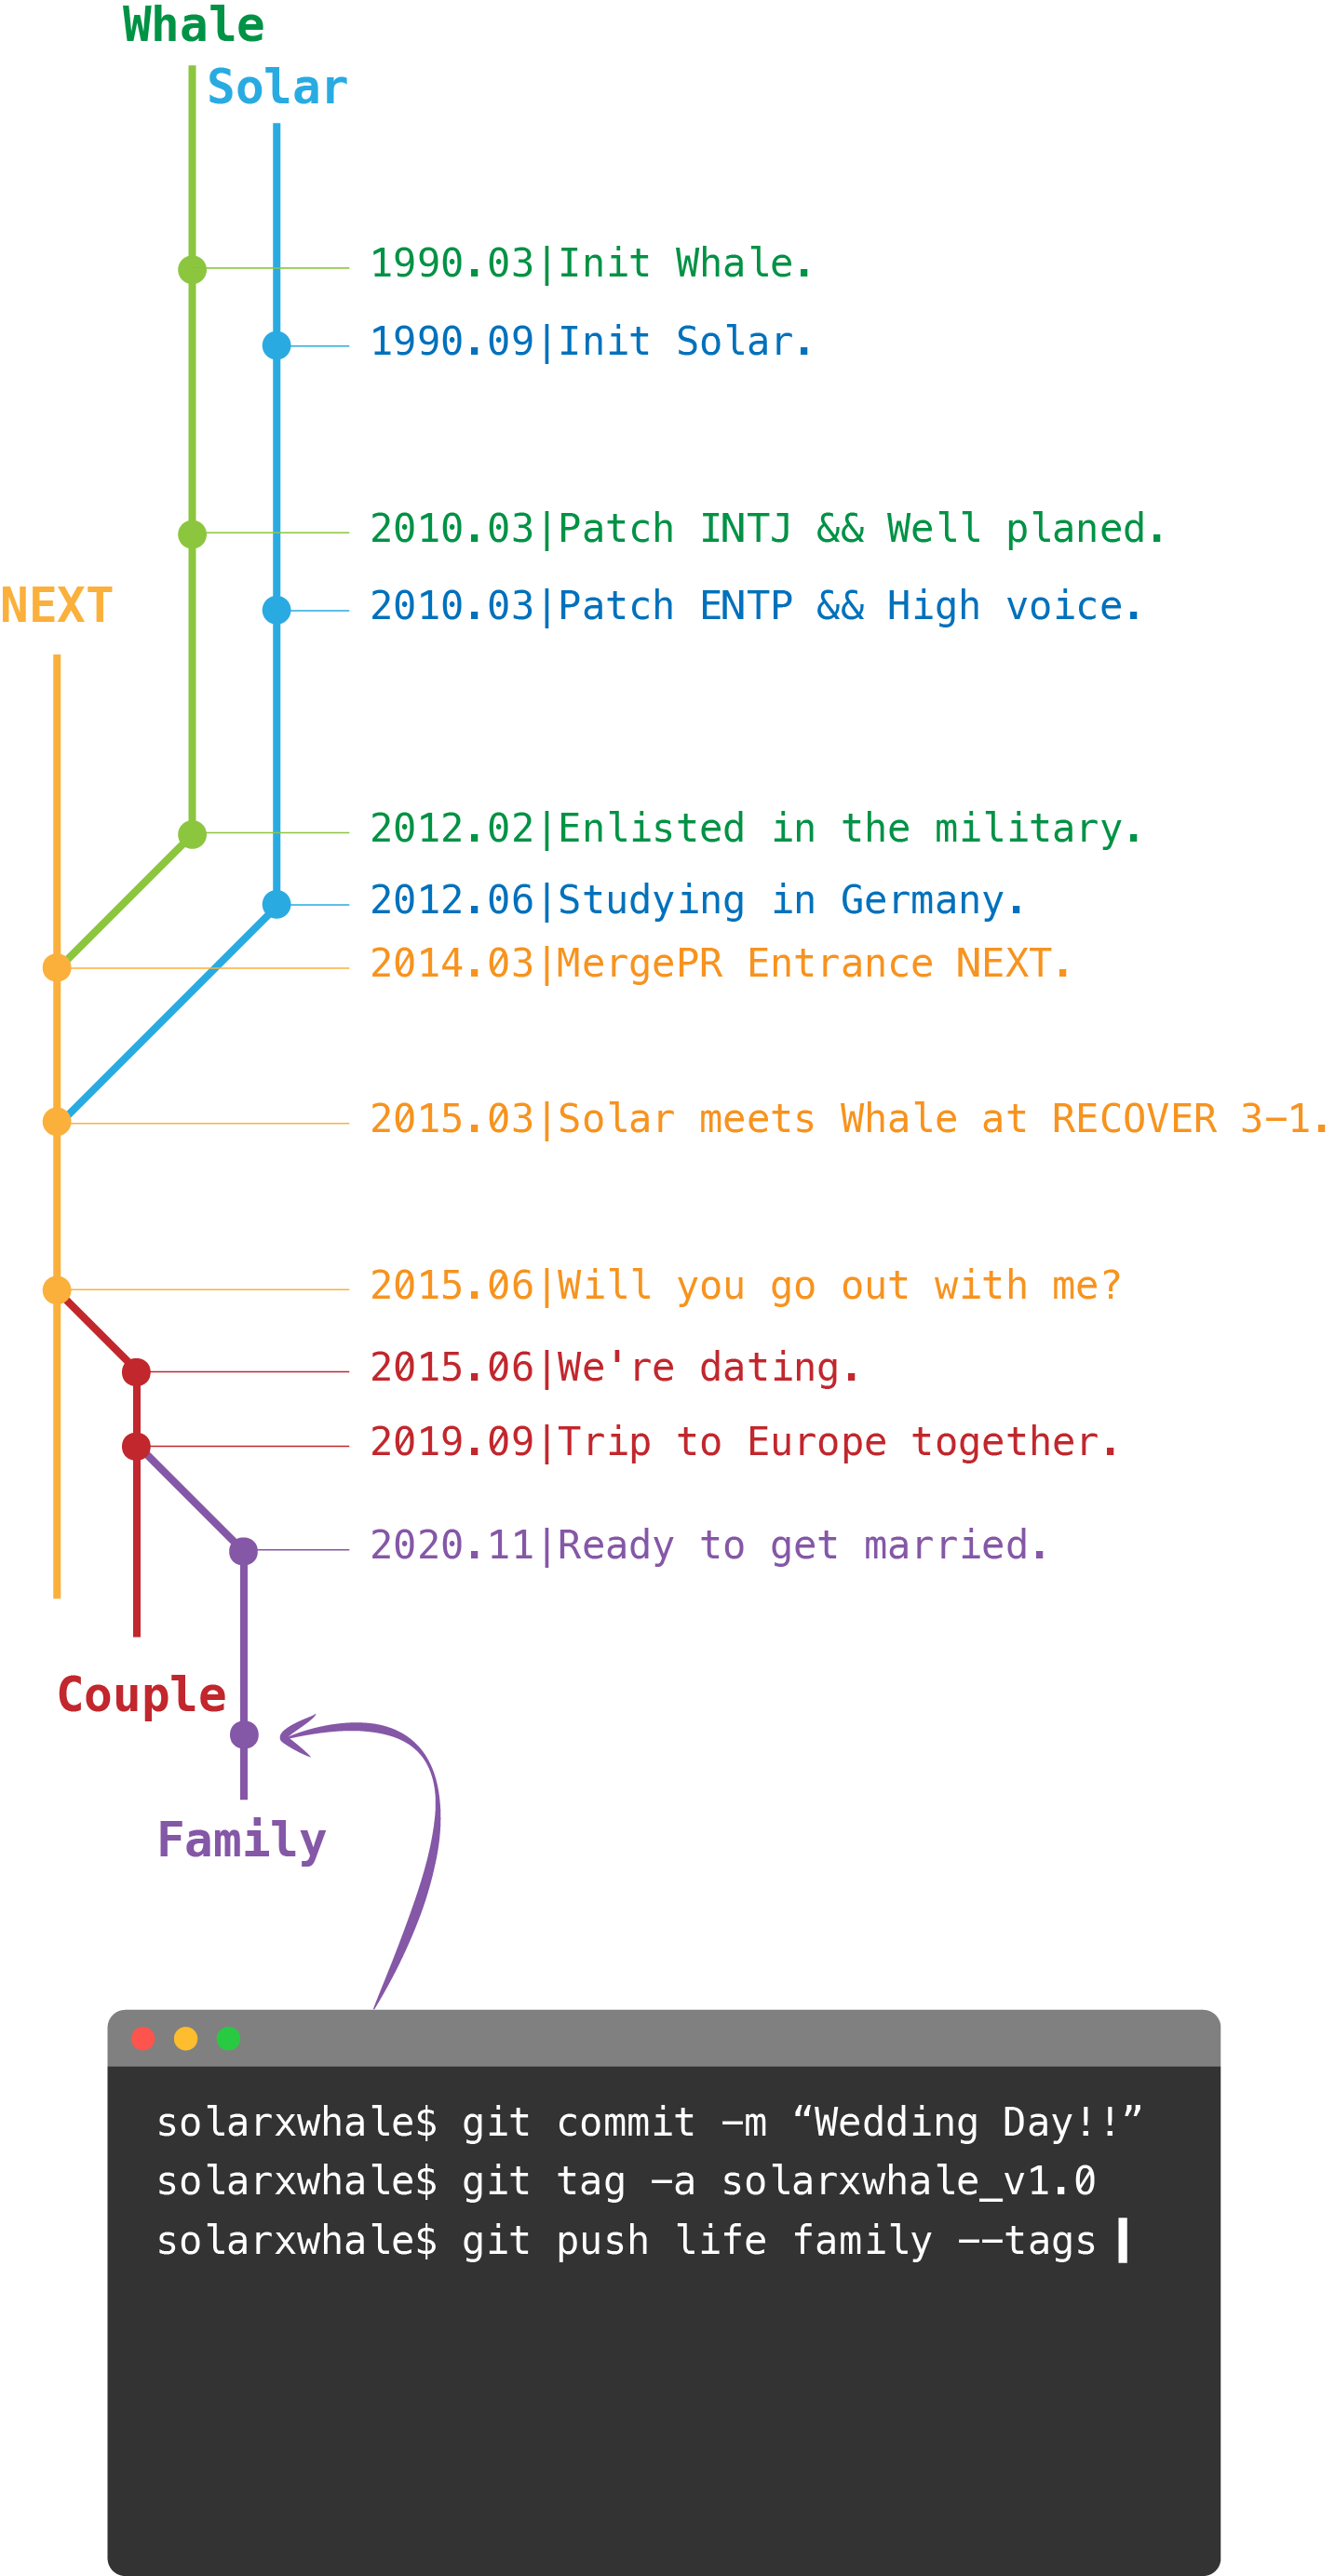 Whale
Solar
1990.03|Init Whale.
1990.09|Init Solar.
2010.03|Patch INTJ && Well planed.
NEXT
2010.03|Patch ENTP && High voice.
2012.02|Enlisted in the military.
2012.06|Studying in Germany.
2014.03|MergePR Entrance NEXT.
2015.03|Solar meets Whale at RECOVER 3-1.
2015.06|Will you go out with me?
2015.06|We're dating.
2019.09|Trip to Europe together.
2020.11|Ready to get married.
Couple
Family
solarxwhale$ git commit -m “Wedding Day!!”
solarxwhale$ git tag -a solarxwhale_v1.0
solarxwhale$ git push life family --tags